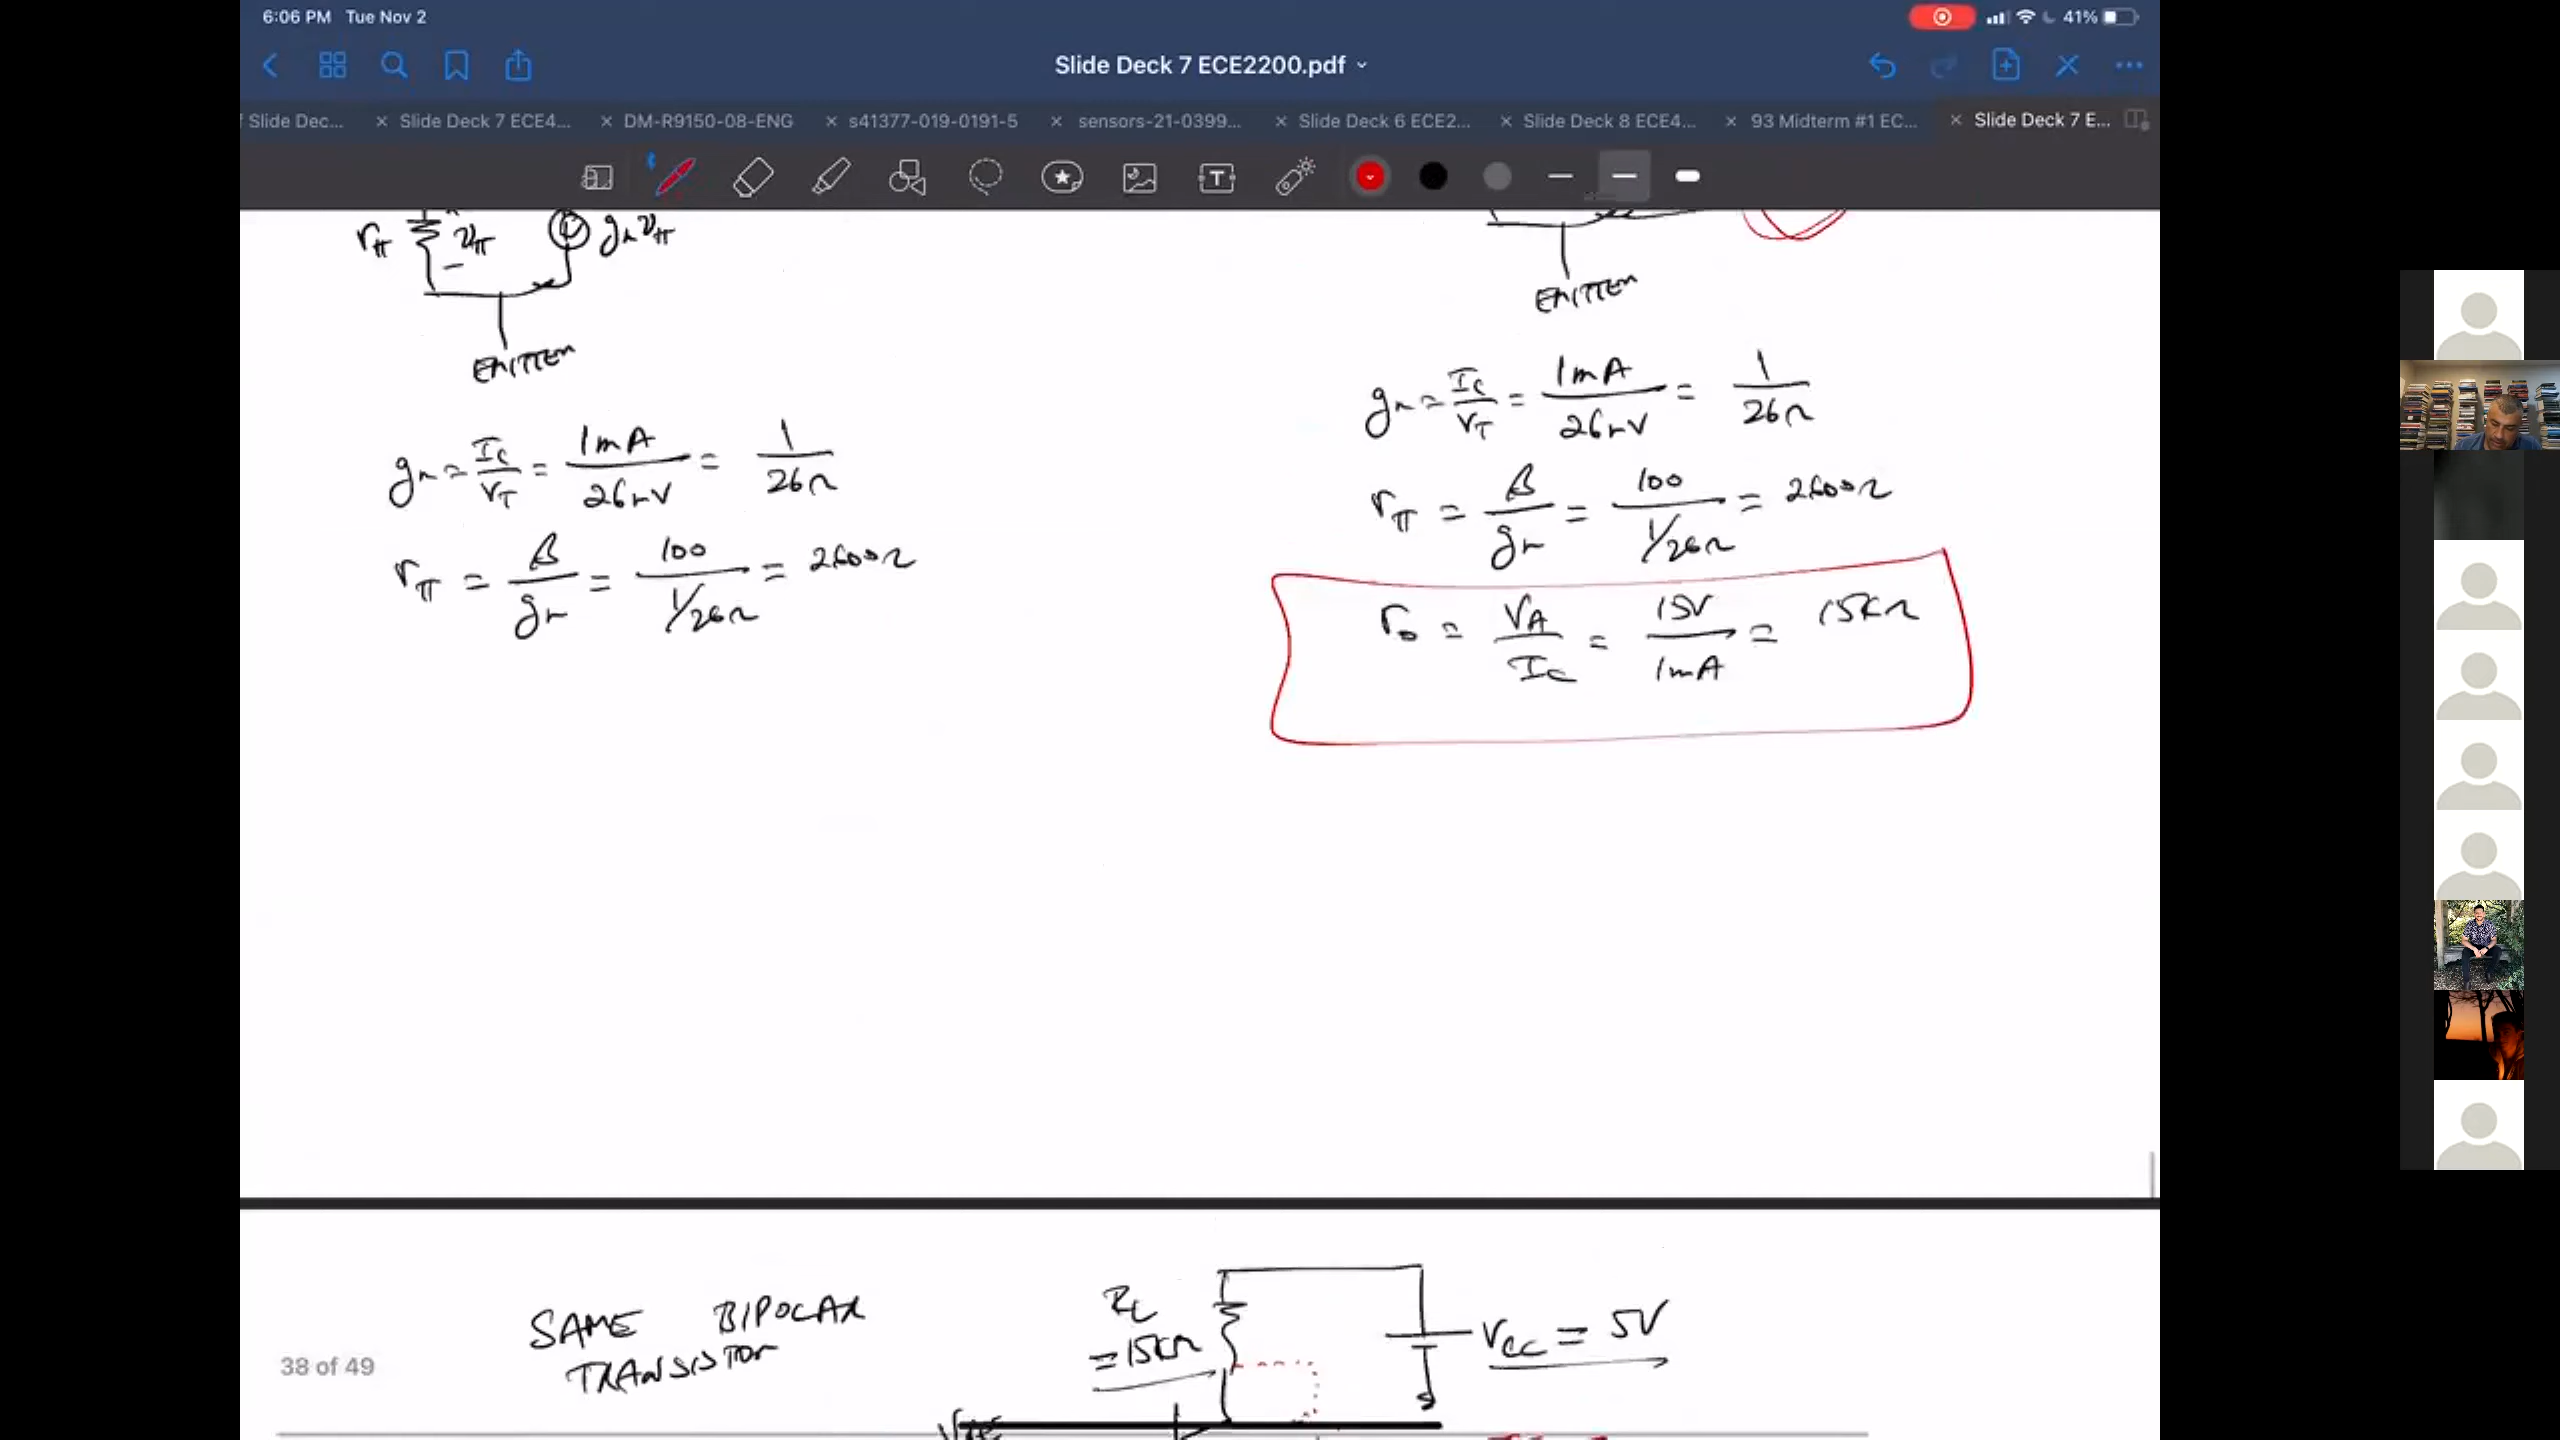 6:06 PM Tue Nov 2
41%
Slide Deck 7 ECE2200.pdf
f Slide Dec...
Slide Deck 7 ECE4...
DM-R9150-08-ENG
s41377-019-0191-5
sensors-21-0399...
Slide Deck 6 ECE2...
Slide Deck 8 ECE4...
93 Midterm #1 EC...
Slide Deck 7 E...
rπ vπ − gm vπ
EMITTER
gm = IC/VT = 1mA/26mV = 1/26Ω
rπ = β/gm = 100/(1/26Ω) = 2600Ω
EMITTER
gm = IC/VT = 1mA/26mV = 1/26Ω
rπ = β/gm = 100/(1/26Ω) = 2600Ω
ro = VA/IC = 15V/1mA = 15KΩ
SAME BIPOLAR
TRANSISTOR
RL
=15KΩ
VCC = 5V
38 of 49